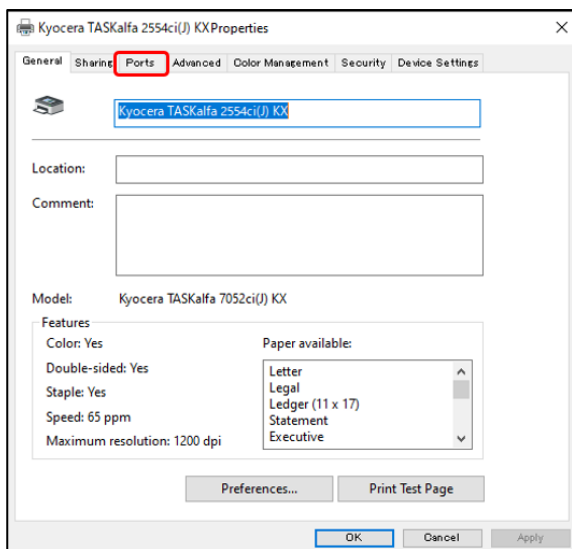 Kyocera TASKalfa 2554ci(J) KXProperties
General Sharing Ports Advanced Color Management Security Device Settings
Kyocera TASKalfa 2554ci(J) KX
Location:
Comment:
Model: Kyocera TASKalfa 7052ci(J) KX
Features
Color: Yes Paper available:
Double-sided: Yes Letter
Staple: Yes Legal
Ledger (11 x 17)
Speed: 65 ppm Statement
Maximum resolution: 1200 dpi Executive
Preferences... Print Test Page
OK Cancel Apply